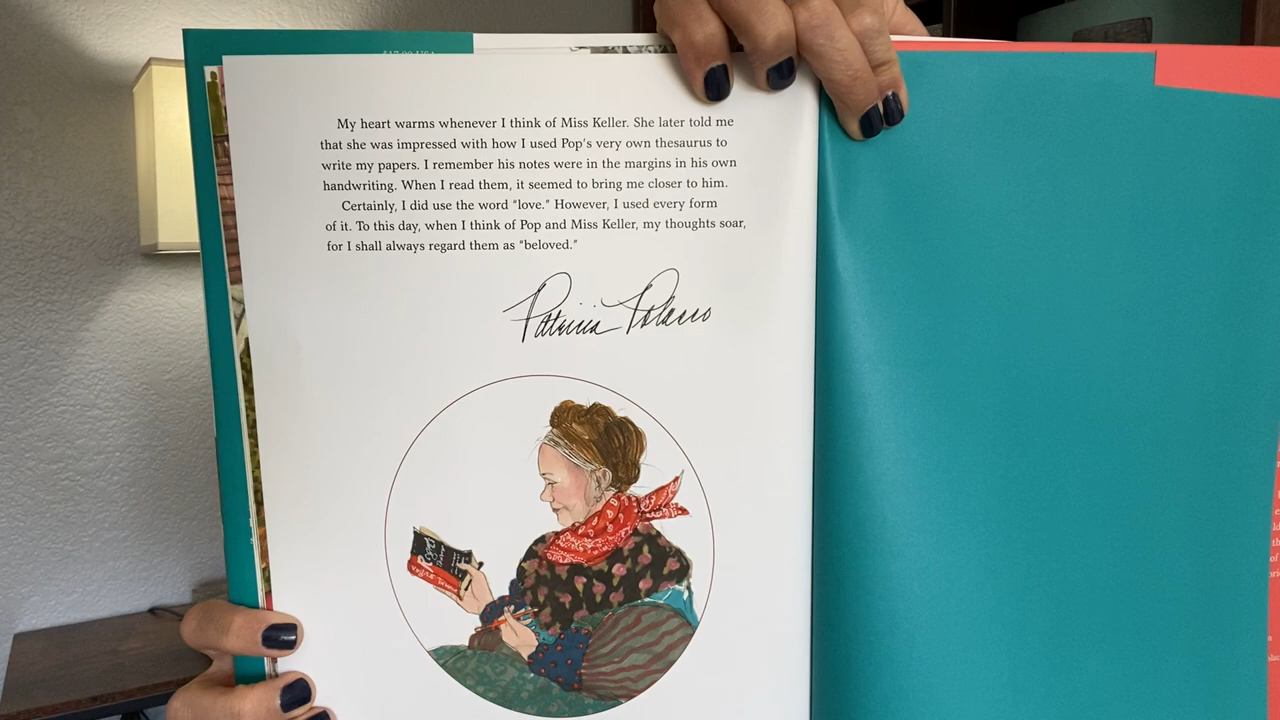 $17.99 USA
My heart warms whenever I think of Miss Keller. She later told me
that she was impressed with how I used Pop's very own thesaurus to
write my papers. I remember his notes were in the margins in his own
handwriting. When I read them, it seemed to bring me closer to him.
Certainly, I did use the word "love." However, I used every form
of it. To this day, when I think of Pop and Miss Keller, my thoughts soar,
for I shall always regard them as "beloved."
Patricia Polacco